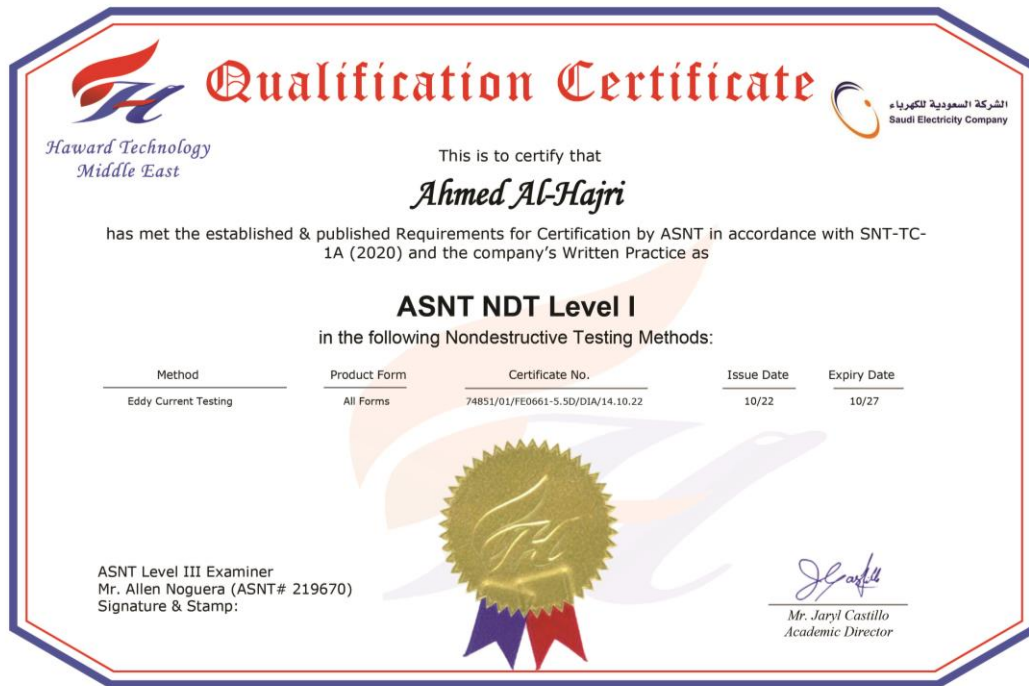 Qualification Certificate
Haward Technology
Middle East
الشركة السعودية للكهرباء
Saudi Electricity Company
This is to certify that
Ahmed Al-Hajri
has met the established & published Requirements for Certification by ASNT in accordance with SNT-TC-
1A (2020) and the company's Written Practice as
ASNT NDT Level I
in the following Nondestructive Testing Methods:
Method Product Form Certificate No. Issue Date Expiry Date
Eddy Current Testing All Forms 74851/01/FE0661-5.5D/DIA/14.10.22 10/22 10/27
ASNT Level III Examiner
Mr. Allen Noguera (ASNT# 219670)
Signature & Stamp:
Mr. Jaryl Castillo
Academic Director